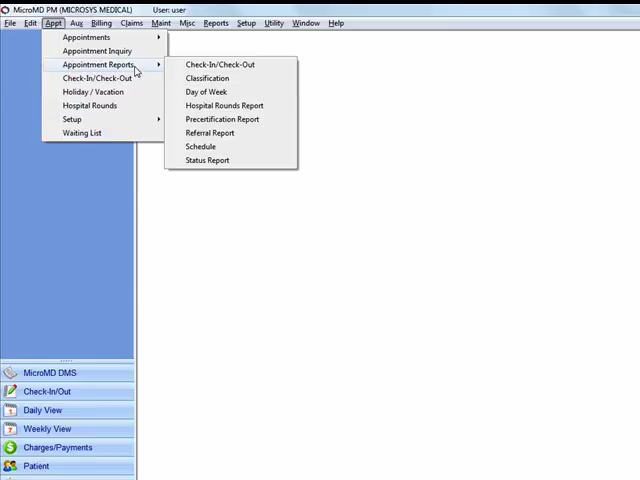 MicroMD PM (MICROSYS MEDICAL) User: user
File Edit Appt Aux Billing Claims Maint Misc Reports Setup Utility Window Help
Appointments
Appointment Inquiry
Appointment Reports
Check-In/Check-Out
Holiday / Vacation
Hospital Rounds
Setup
Waiting List
Check-In/Check-Out
Classification
Day of Week
Hospital Rounds Report
Precertification Report
Referral Report
Schedule
Status Report
MicroMD DMS
Check-In/Out
Daily View
Weekly View
Charges/Payments
Patient